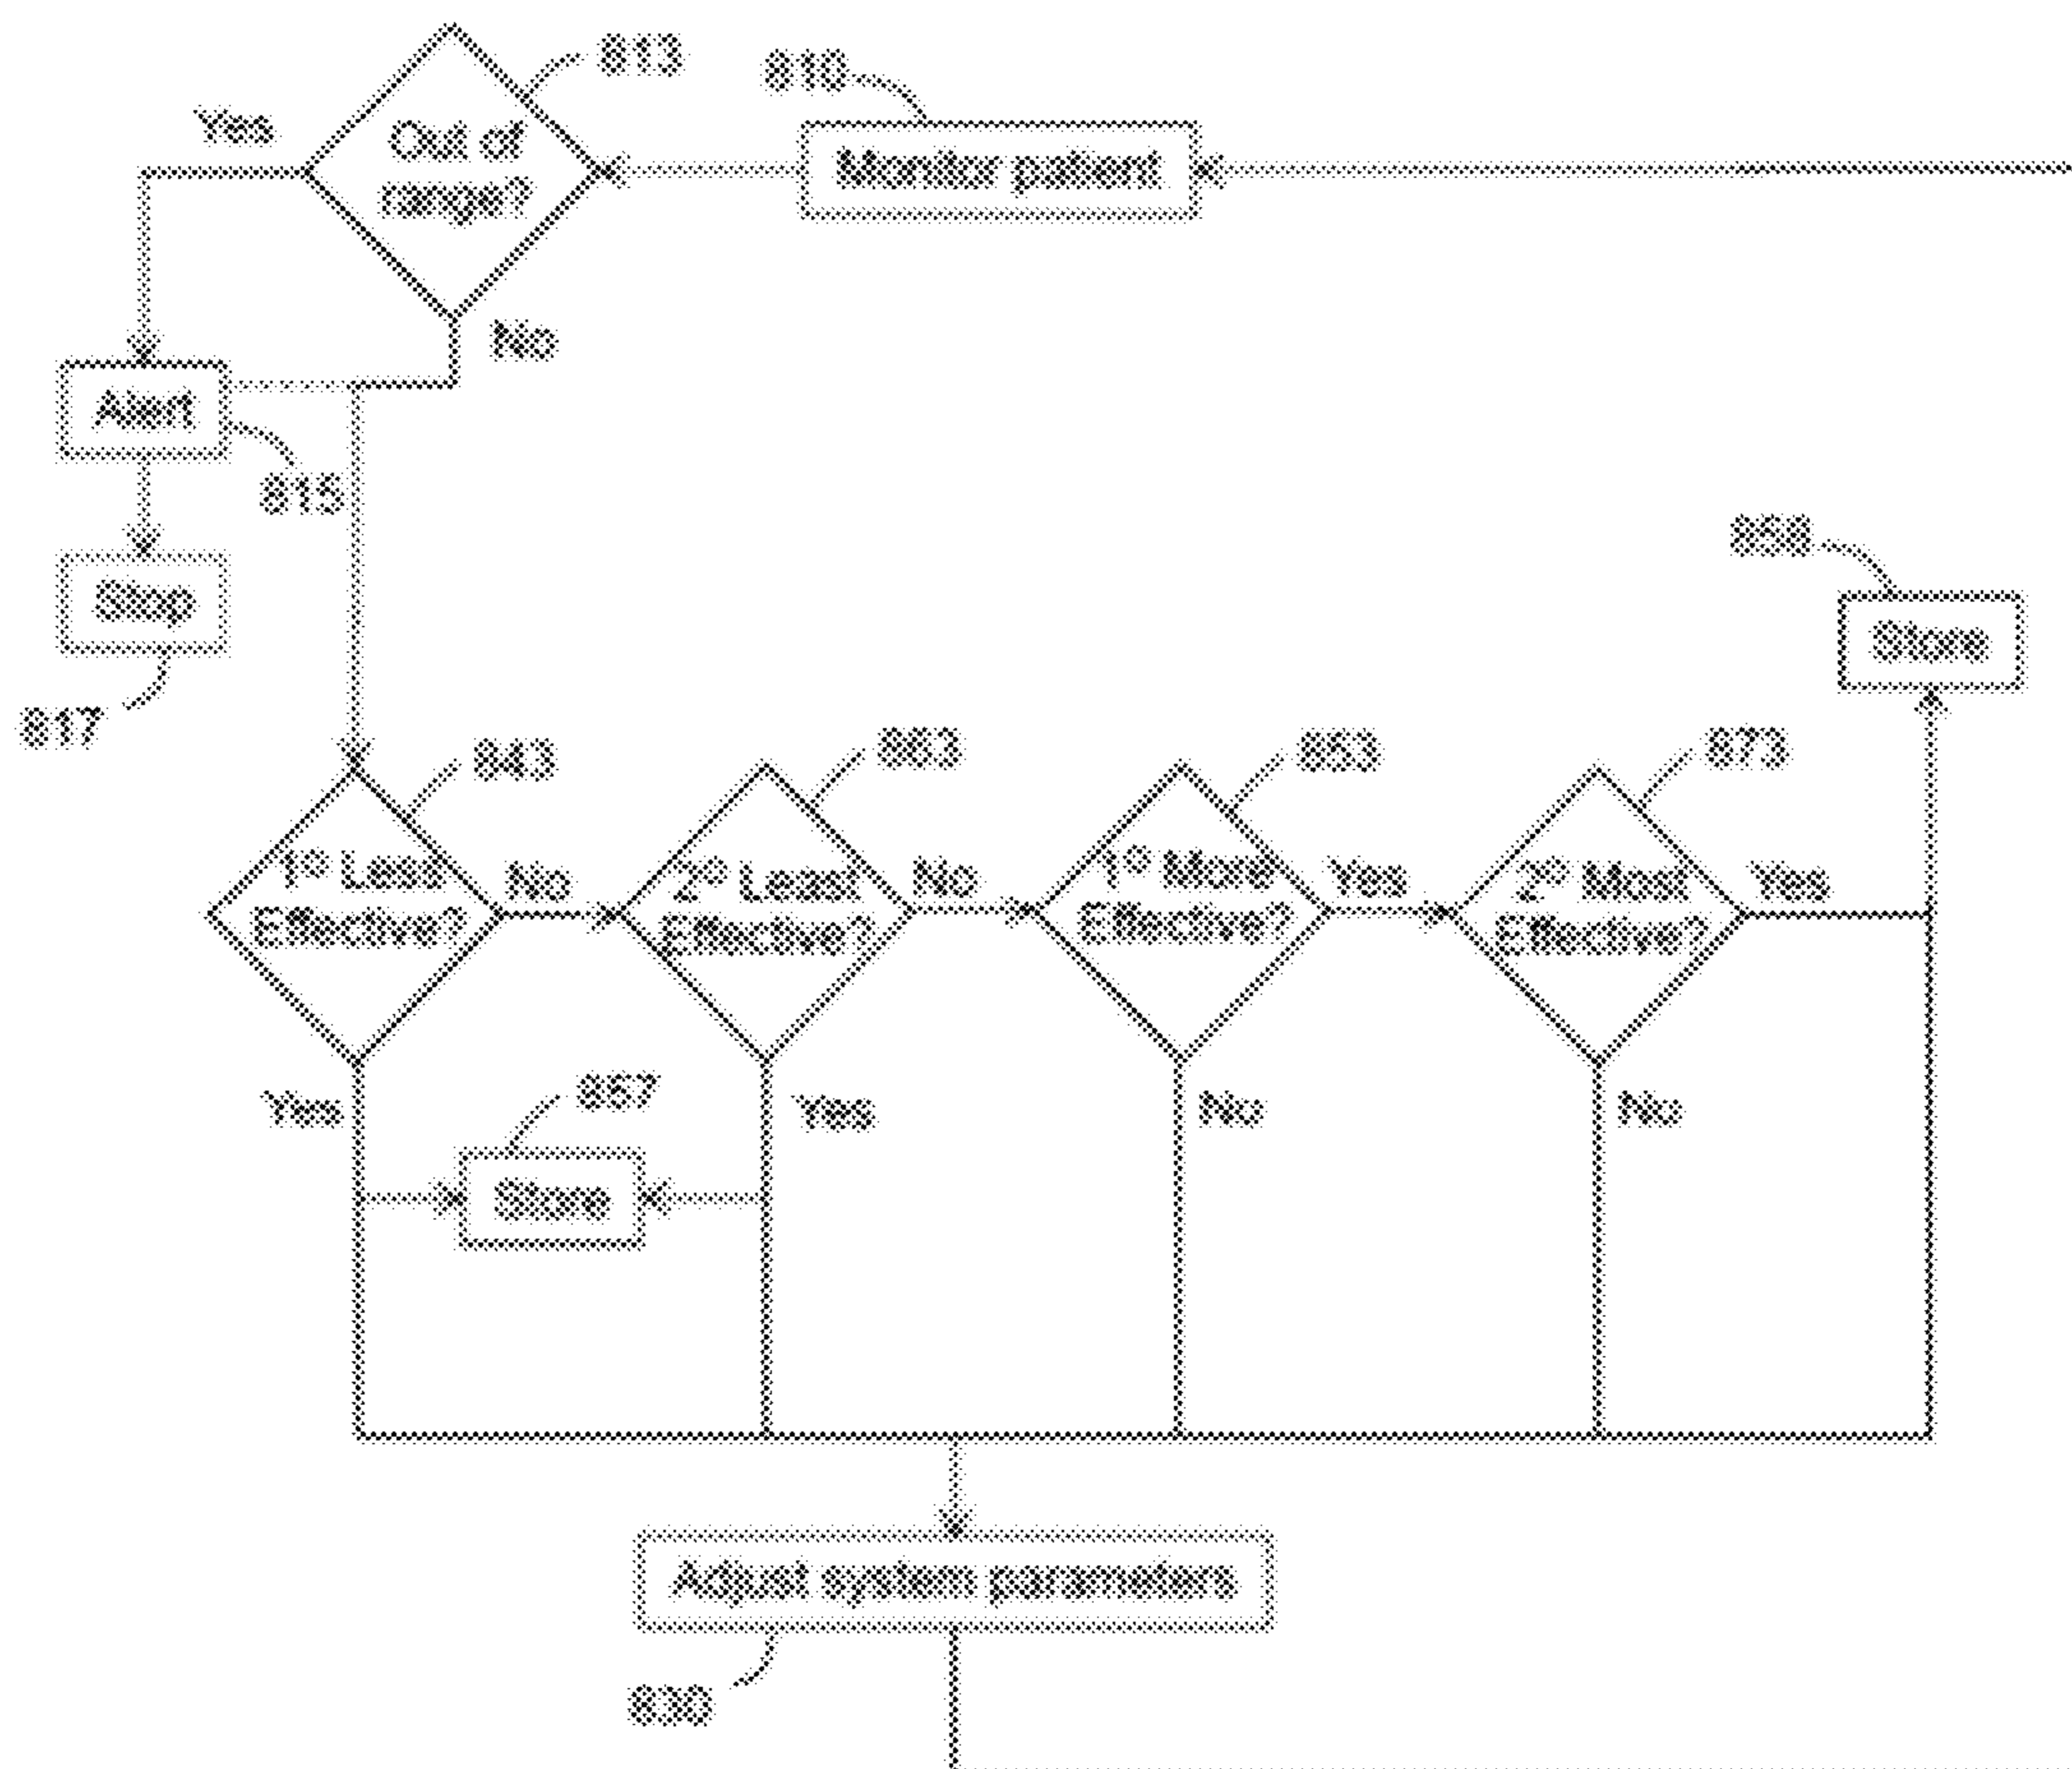 813
810
Yes
Out of
range?
Monitor patient
No
Alert
815
Stop
817
868
Store
843
863
853
873
1° Less
Effective?
No
2° Least
Effective?
No
1° More
Effective?
Yes
2° Most
Effective?
Yes
Yes
857
Yes
No
No
Store
Adjust system parameters
830